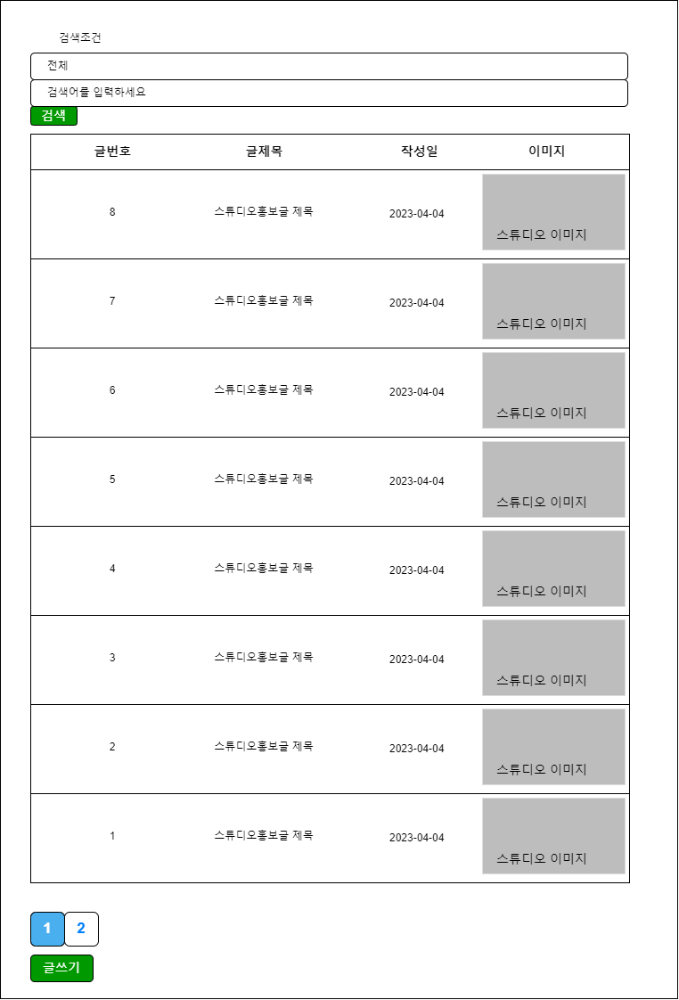 검색조건
전체
검색어를 입력하세요
검색
글번호 글제목 작성일 이미지
8 스튜디오홍보글 제목 2023-04-04
스튜디오 이미지
7 스튜디오홍보글 제목 2023-04-04
스튜디오 이미지
6 스튜디오홍보글 제목 2023-04-04
스튜디오 이미지
5 스튜디오홍보글 제목 2023-04-04
스튜디오 이미지
4 스튜디오홍보글 제목 2023-04-04
스튜디오 이미지
3 스튜디오홍보글 제목 2023-04-04
스튜디오 이미지
2 스튜디오홍보글 제목 2023-04-04
스튜디오 이미지
1 스튜디오홍보글 제목 2023-04-04
스튜디오 이미지
1 2
글쓰기